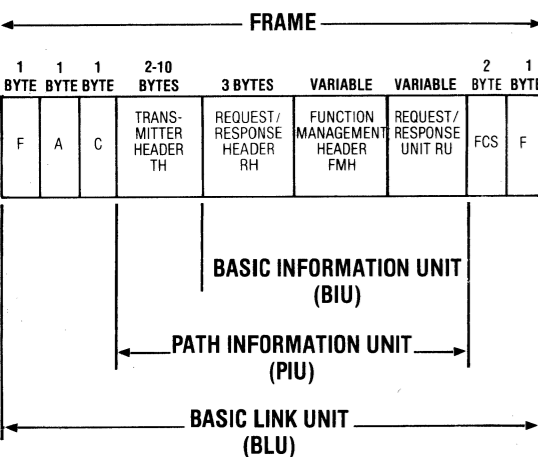 FRAME
1 1 1 2-10 2 1
BYTE BYTE BYTE BYTES 3 BYTES VARIABLE VARIABLE BYTE BYTE
F A C TRANS-
MITTER
HEADER
TH
REQUEST/
RESPONSE
HEADER
RH
FUNCTION
MANAGEMENT
HEADER
FMH
REQUEST/
RESPONSE
UNIT RU
FCS F
BASIC INFORMATION UNIT
(BIU)
PATH INFORMATION UNIT
(PIU)
BASIC LINK UNIT
(BLU)